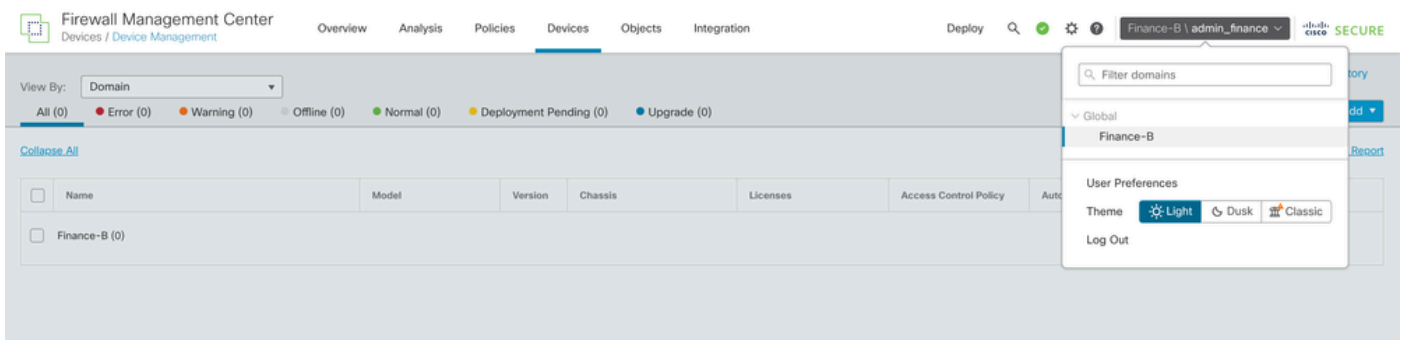 Firewall Management Center
Devices / Device Management
Overview Analysis Policies Devices Objects Integration Deploy
Finance-B \ admin_finance
cisco SECURE
Filter domains
View By: Domain
All (0) Error (0) Warning (0) Offline (0) Normal (0) Deployment Pending (0) Upgrade (0)
Global
Finance-B
Collapse All
Report
Name Model Version Chassis Licenses Access Control Policy
User Preferences
Theme Light Dusk Classic
Finance-B (0)
Log Out